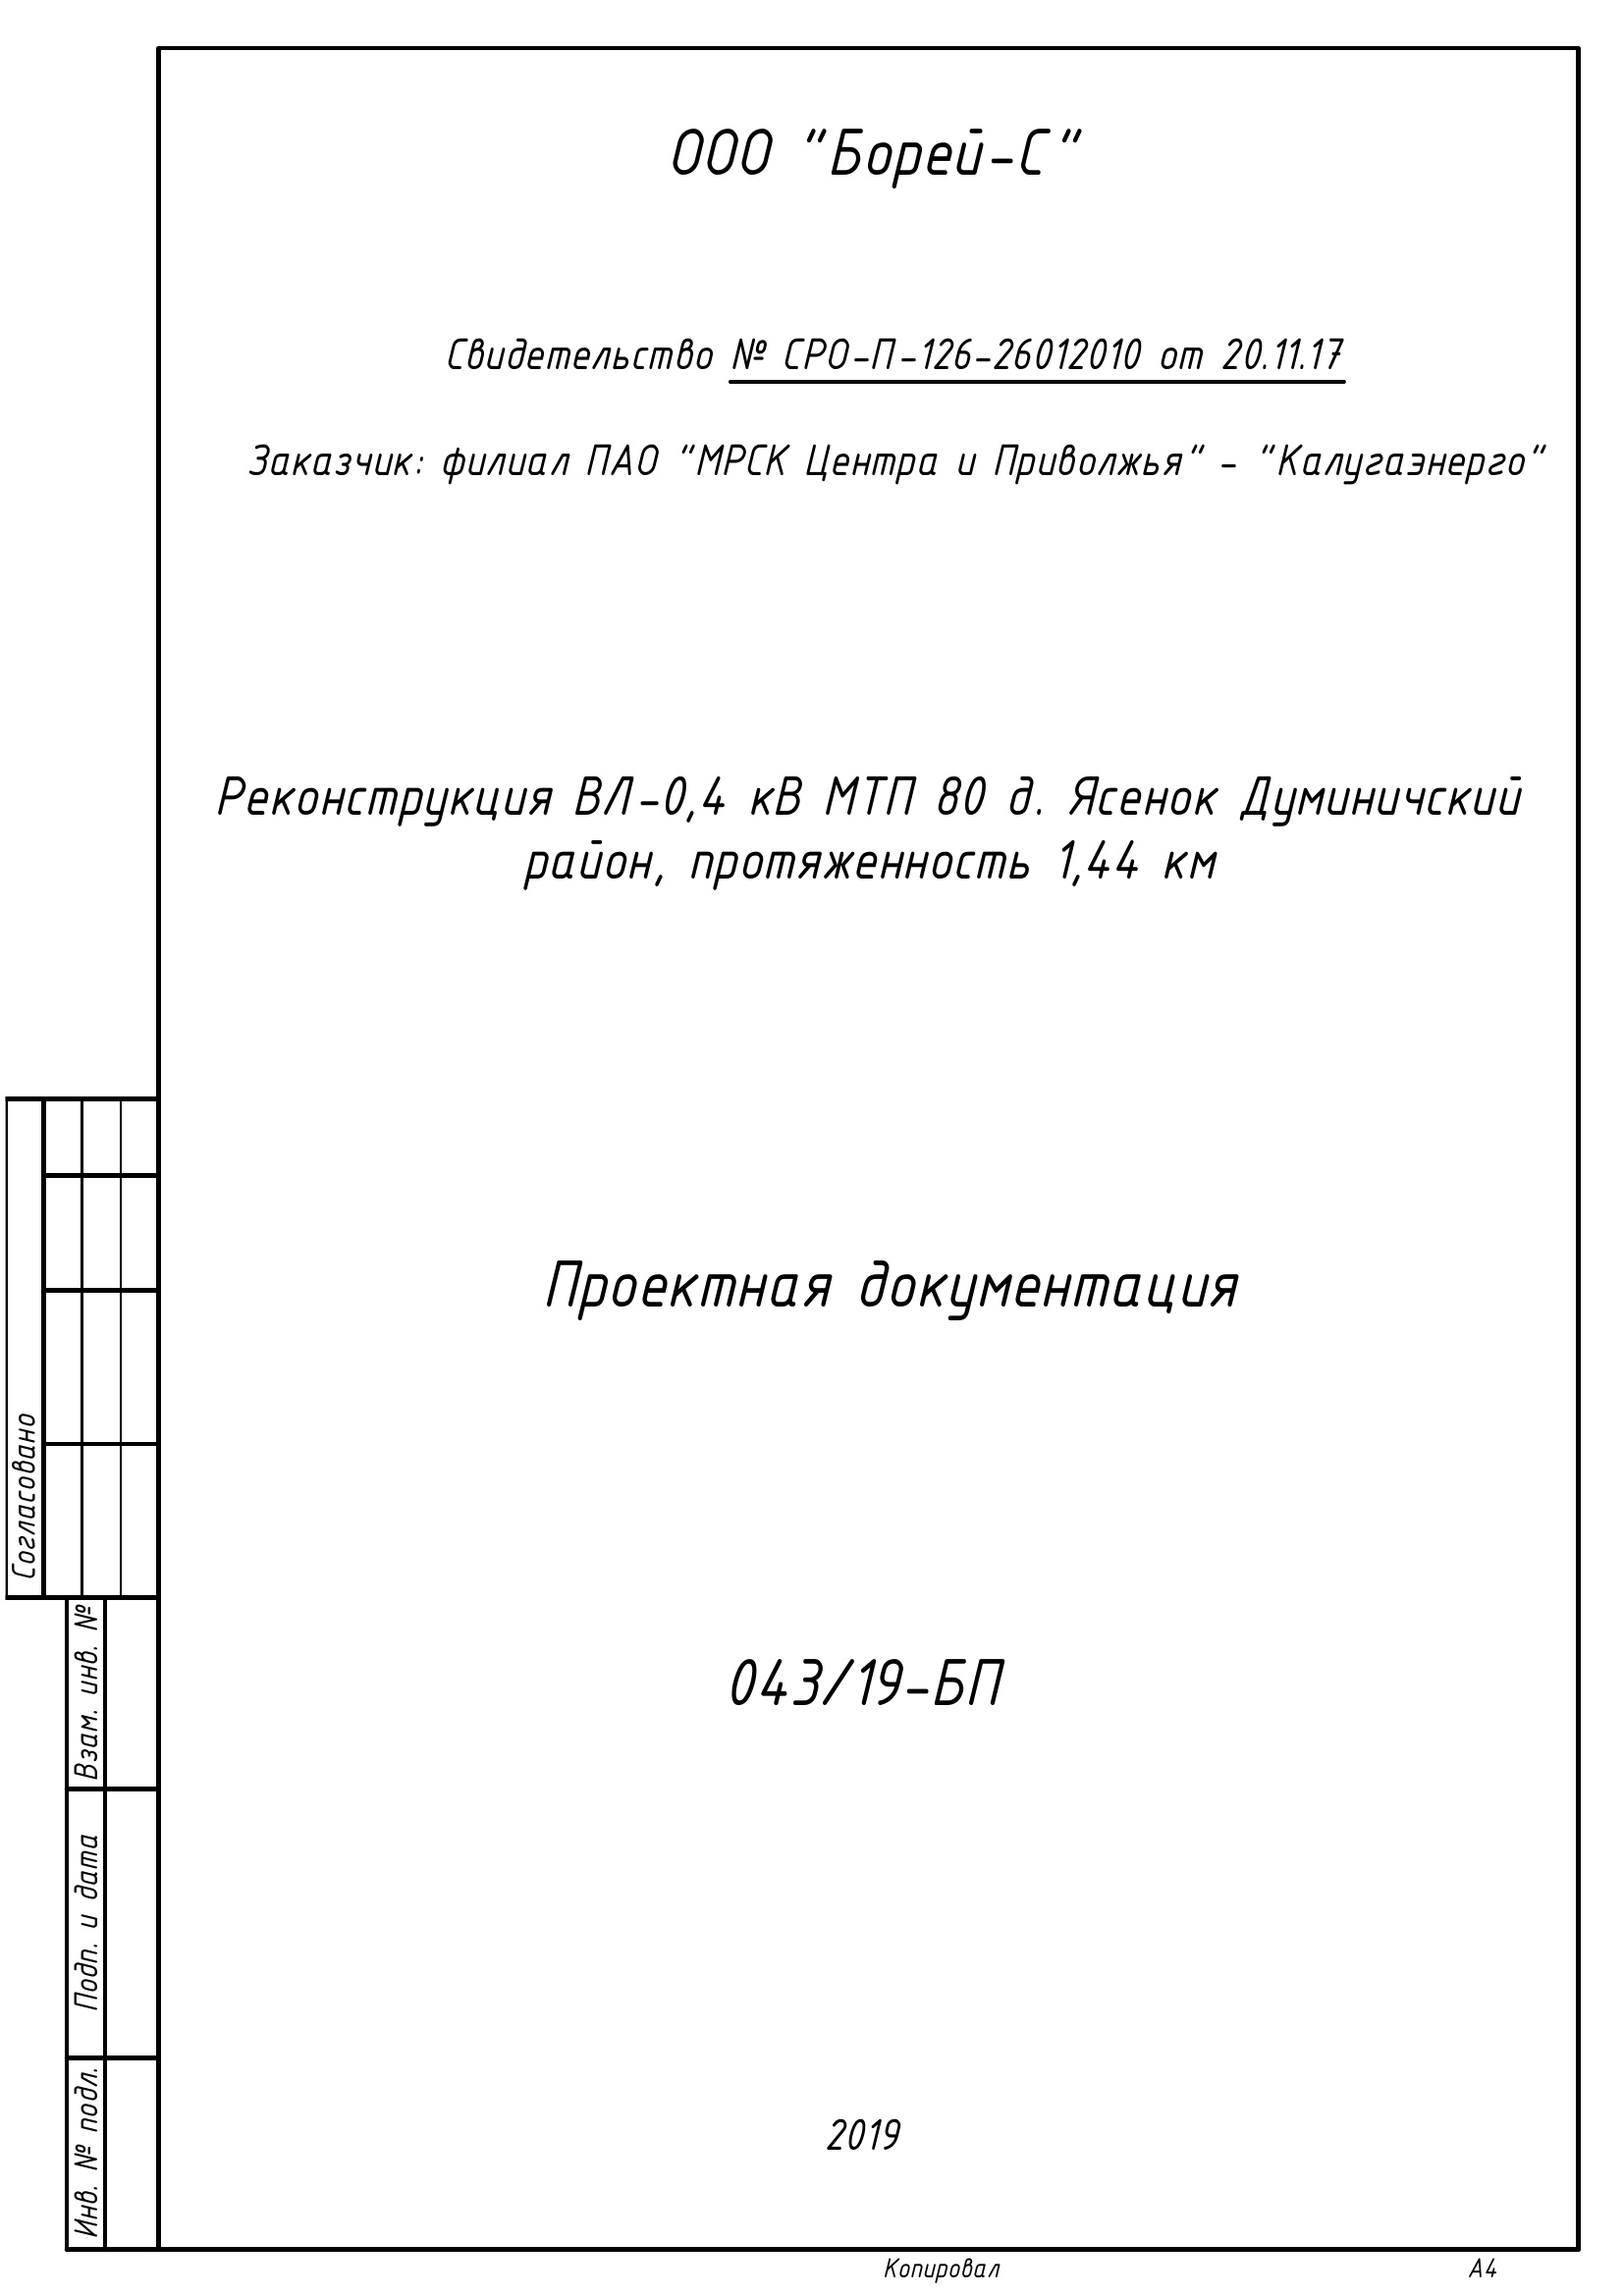 ООО "Борей-С"
Свидетельство № СРО-П-126-26012010 от 20.11.17
Заказчик: филиал ПАО "МРСК Центра и Приволжья" - "Калугаэнерго"
Реконструкция ВЛ-0,4 кВ МТП 80 д. Ясенок Думиничский
район, протяженность 1,44 км
Проектная документация
043/19-БП
2019
Согласовано
Взам. инв. №
Подп. и дата
Инв. № подл.
Копировал
А4